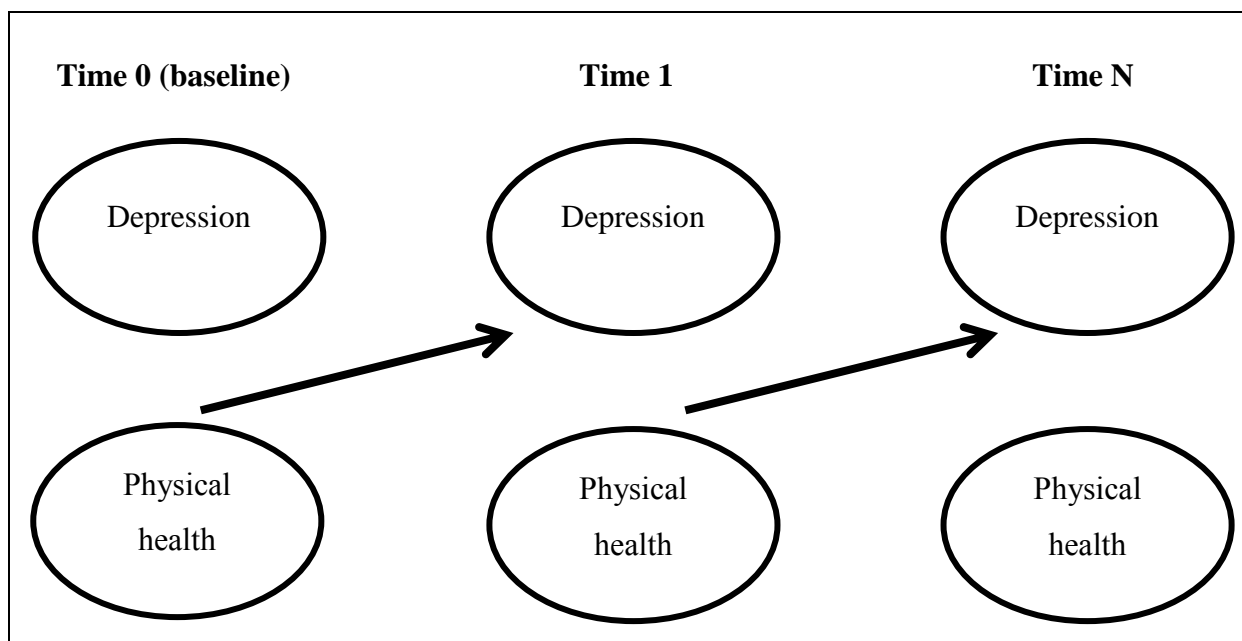 Time 0 (baseline) Time 1 Time N
Depression Depression Depression
Physical health
Physical health
Physical health